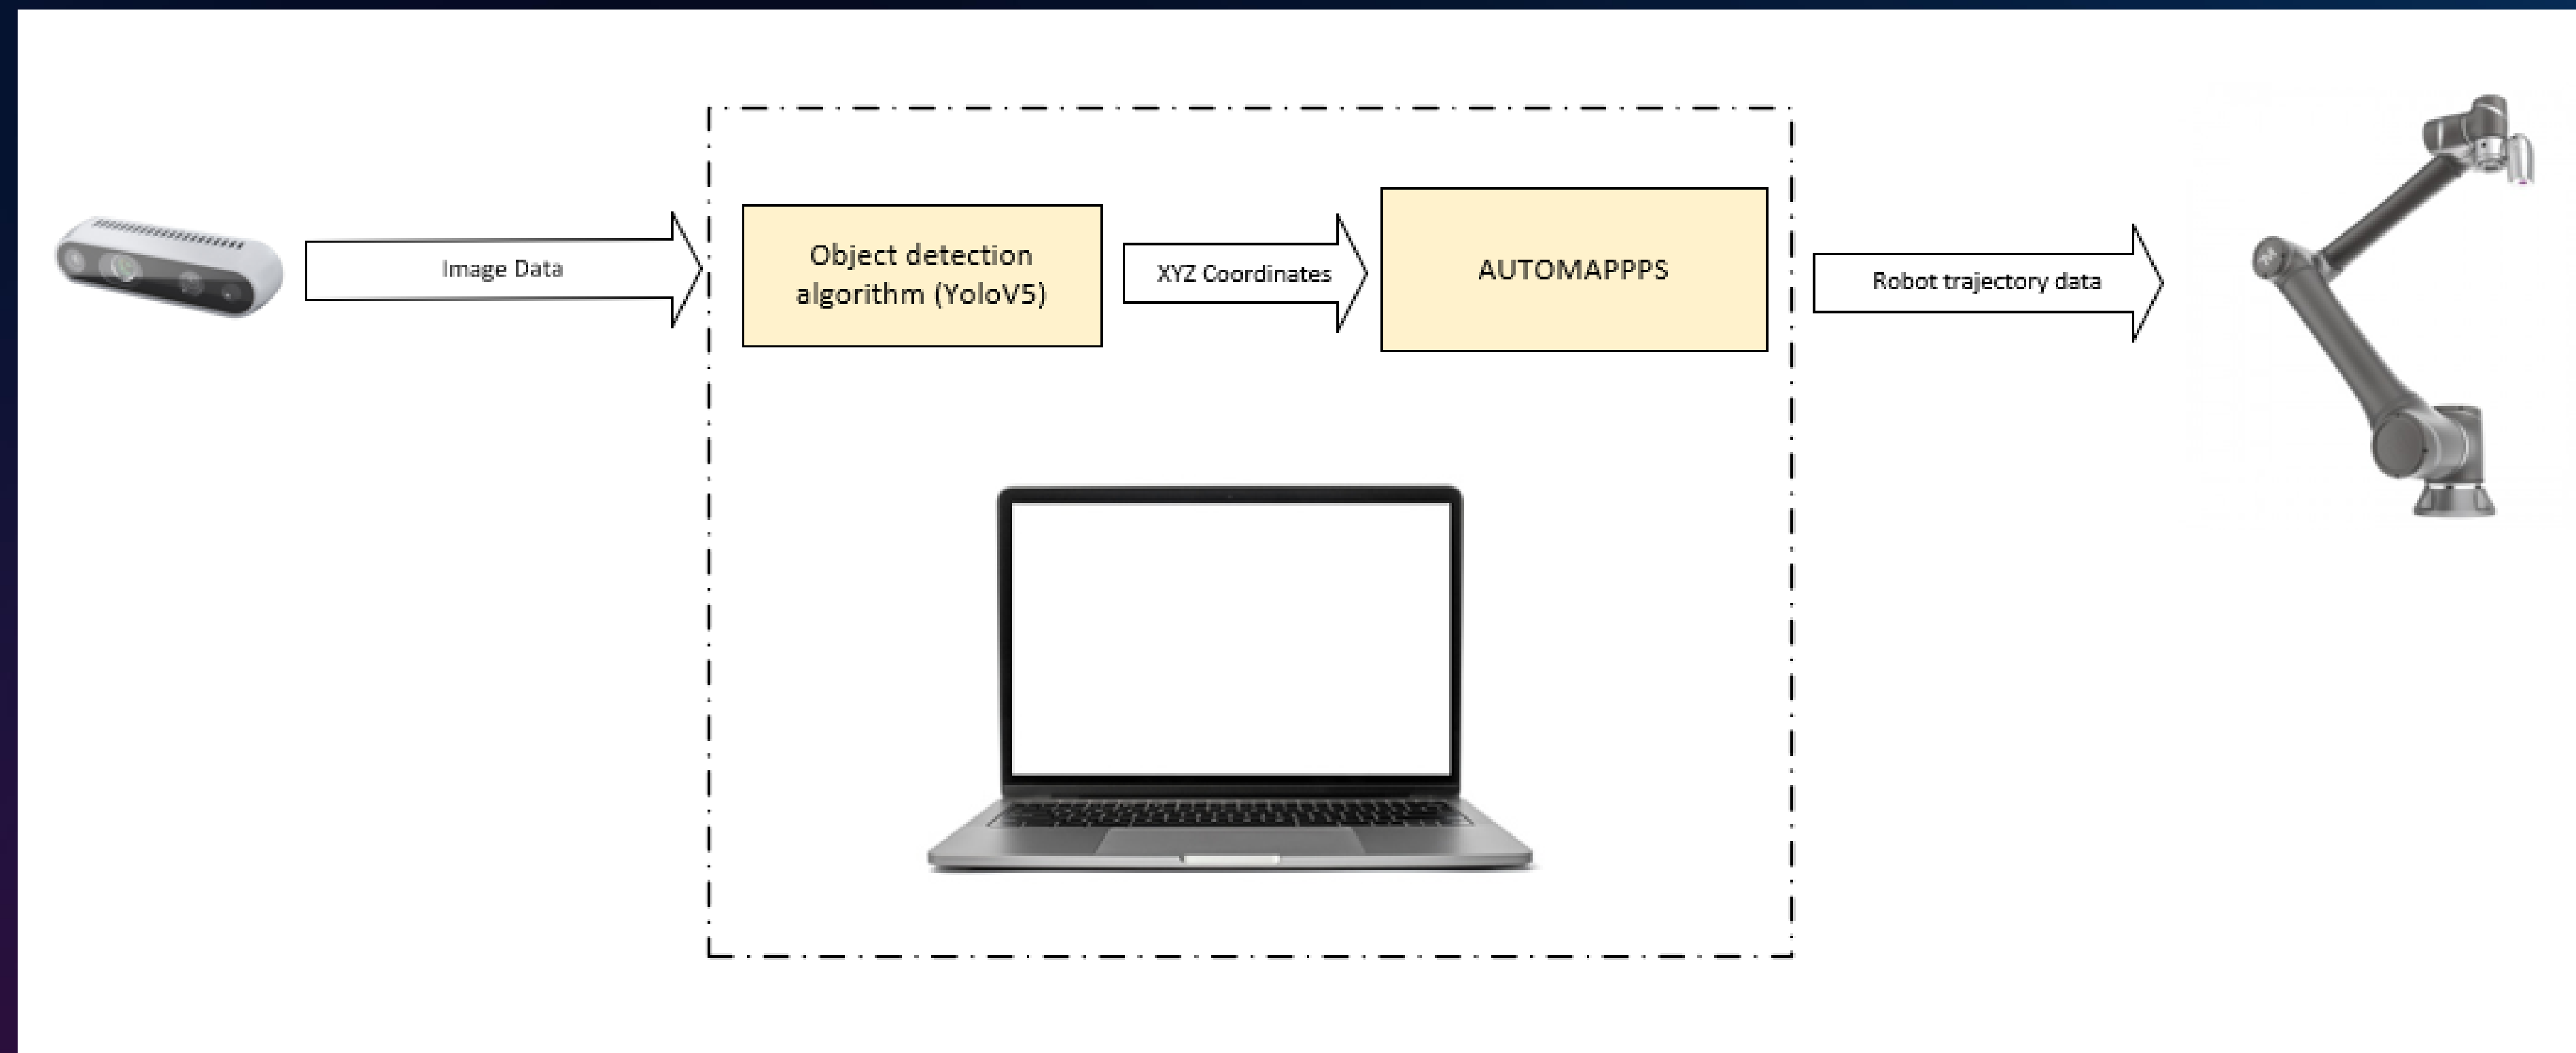 Image Data
Object detection
algorithm (YoloV5)
XYZ Coordinates
AUTOMAPPPS
Robot trajectory data